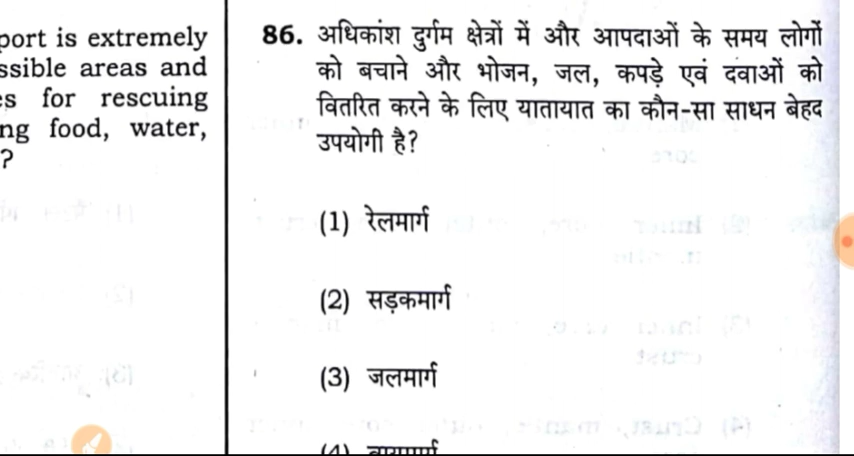 port is extremely
ssible areas and
es for rescuing
ng food, water,
?
86. अधिकांश दुर्गम क्षेत्रों में और आपदाओं के समय लोगों
को बचाने और भोजन, जल, कपड़े एवं दवाओं को
वितरित करने के लिए यातायात का कौन-सा साधन बेहद
उपयोगी है?
(1) रेलमार्ग
(2) सड़कमार्ग
(3) जलमार्ग
(4) वायुमार्ग